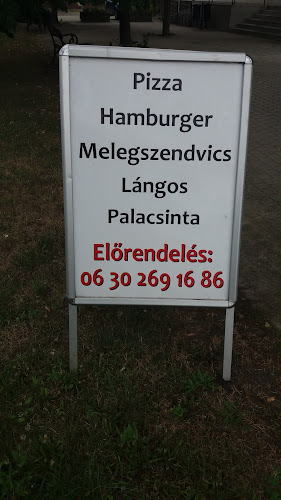 Pizza
Hamburger
Melegszendvics
Lángos
Palacsinta
Előrendelés:
06 30 269 16 86